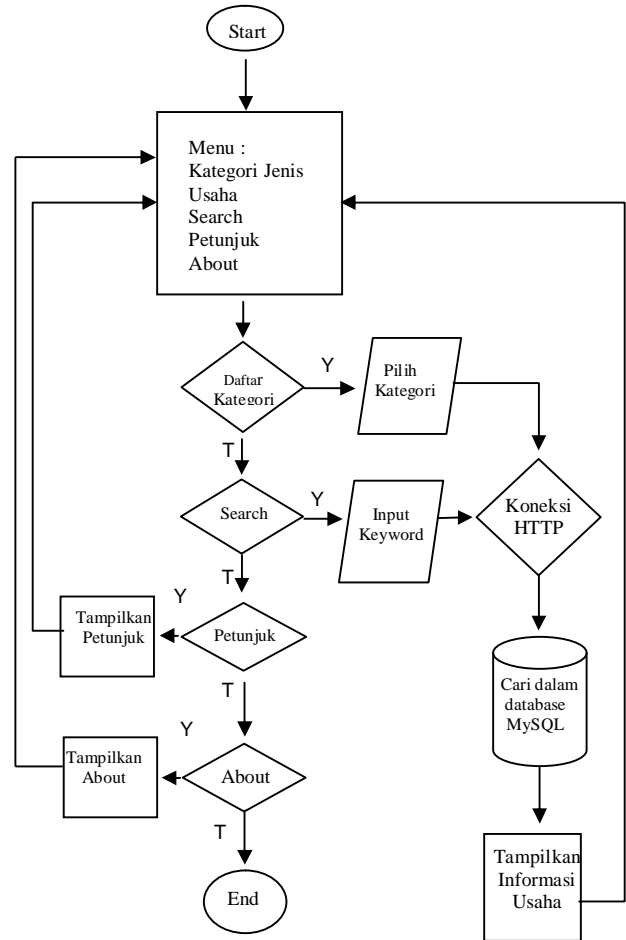 Start
Menu :
Kategori Jenis
Usaha
Search
Petunjuk
About
Daftar
Kategori
Y
Pilih
Kategori
T
Search
Y
Input
Keyword
Koneksi
HTTP
T
Petunjuk
Y
Tampilkan
Petunjuk
Cari dalam
database
MySQL
T
About
Y
Tampilkan
About
T
End
Tampilkan
Informasi
Usaha